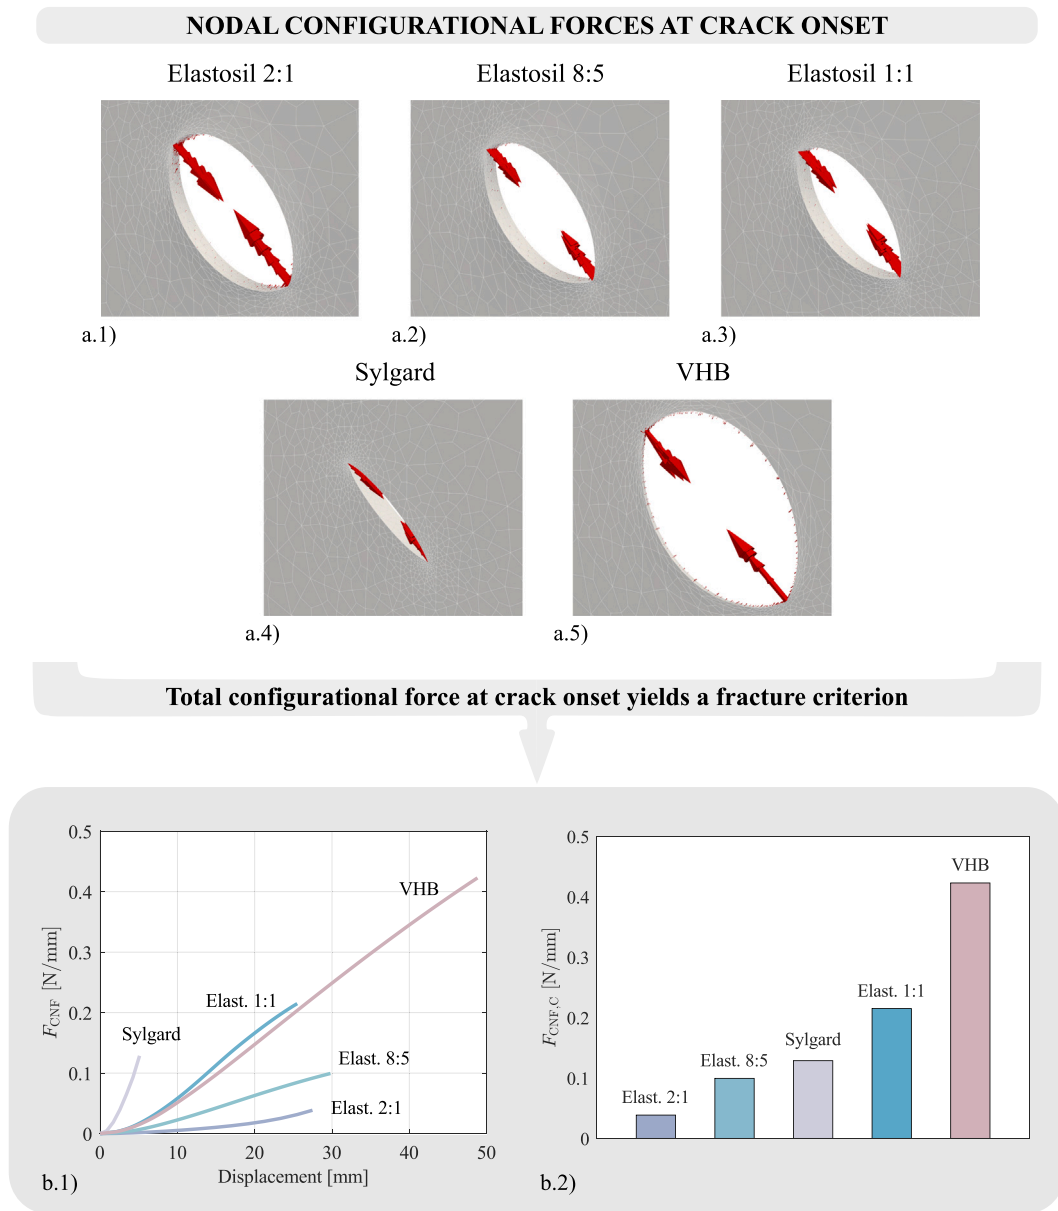 NODAL CONFIGURATIONAL FORCES AT CRACK ONSET
Elastosil 2:1
Elastosil 8:5
Elastosil 1:1
a.1)
a.2)
a.3)
Sylgard
VHB
a.4)
a.5)
Total configurational force at crack onset yields a fracture criterion
0.5
0.4
0.3
0.2
0.1
0
F_CNF [N/mm]
VHB
Elast. 1:1
Sylgard
Elast. 8:5
Elast. 2:1
0 10 20 30 40 50
Displacement [mm]
b.1)
0.5
0.4
0.3
0.2
0.1
0
F_CNF,C [N/mm]
Elast. 2:1
Elast. 8:5
Sylgard
Elast. 1:1
VHB
b.2)